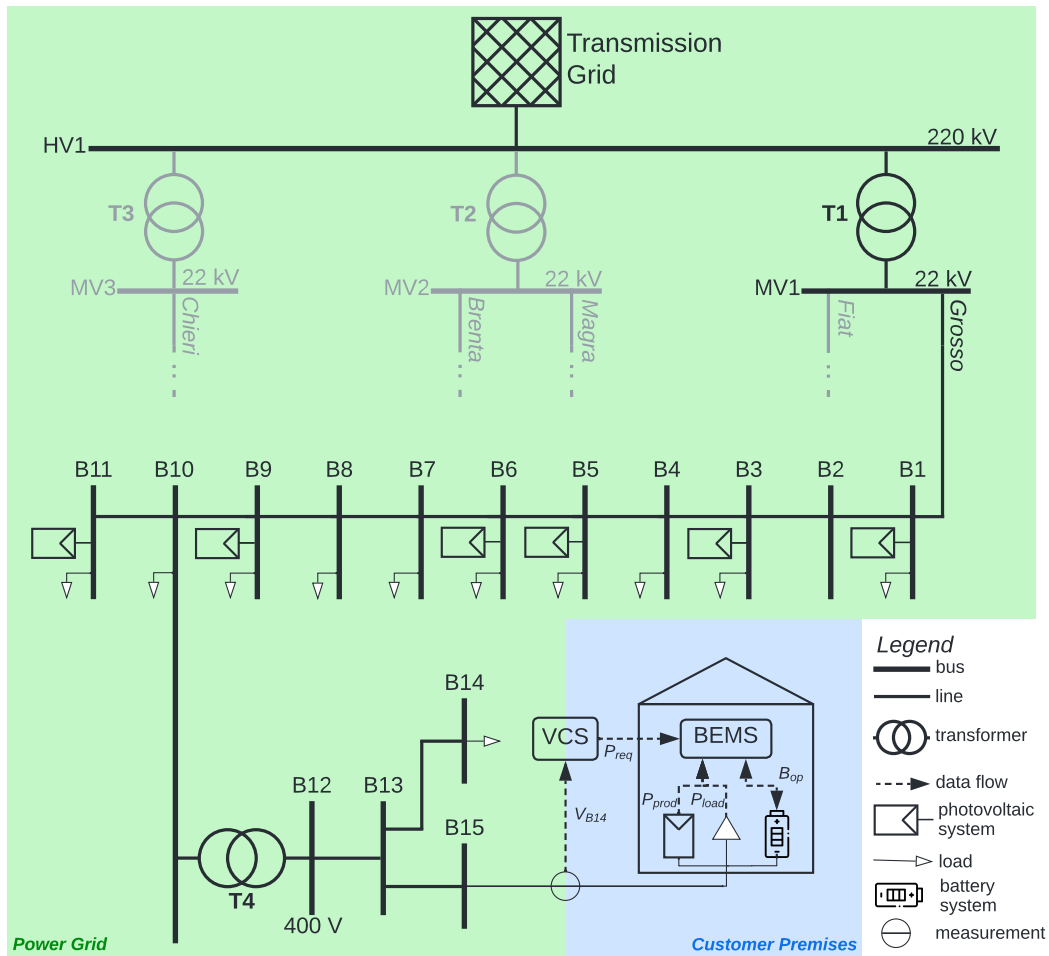 Transmission
Grid
HV1
220 kV
T3
T2
T1
MV3
22 kV
MV2
22 kV
MV1
22 kV
Chieri
Brenta
Magra
Fiat
Grosso
B11
B10
B9
B8
B7
B6
B5
B4
B3
B2
B1
B14
B12
B13
B15
T4
400 V
VCS
BEMS
Preq
Bop
Pprod
Pload
VB14
Power Grid
Customer Premises
Legend
bus
line
transformer
data flow
photovoltaic
system
load
battery
system
measurement